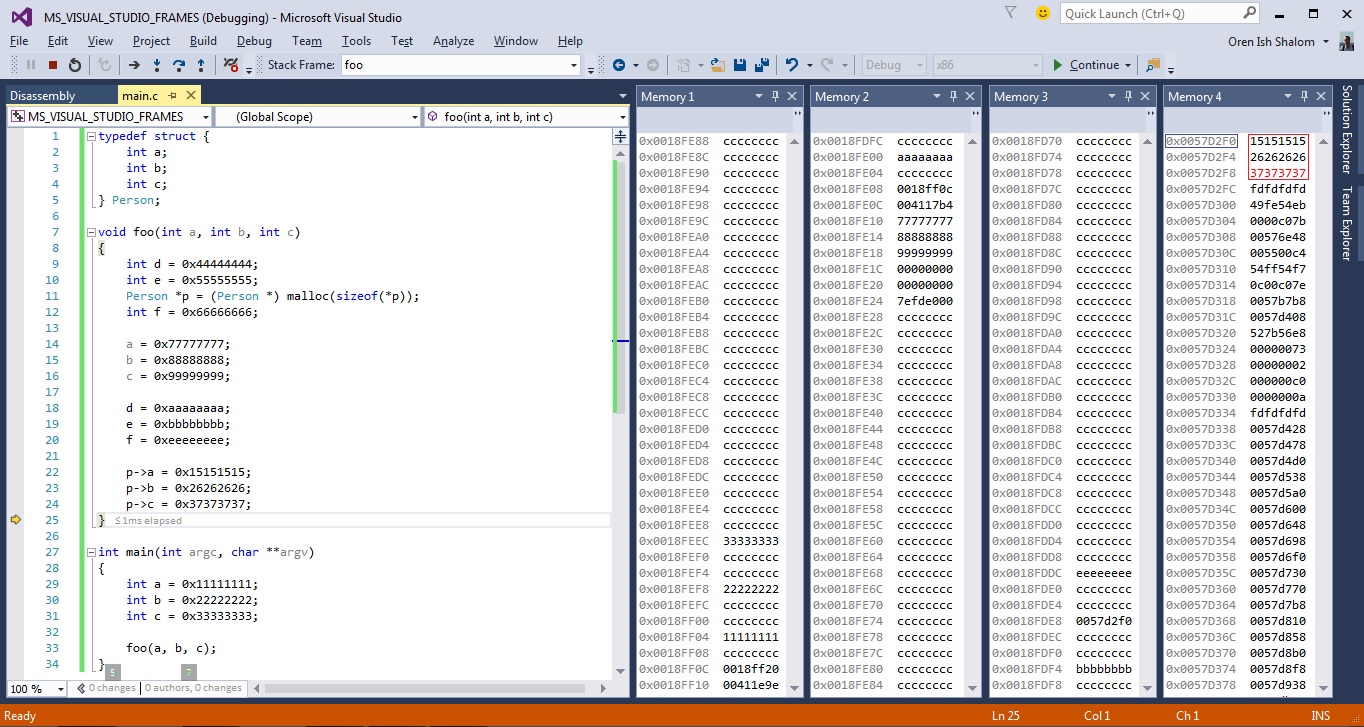 MS_VISUAL_STUDIO_FRAMES (Debugging) - Microsoft Visual Studio
Quick Launch (Ctrl+Q)
File Edit View Project Build Debug Team Tools Test Analyze Window Help
Oren Ish Shalom
Stack Frame: foo
Debug x86 Continue
Disassembly main.c
MS_VISUAL_STUDIO_FRAMES (Global Scope) foo(int a, int b, int c)
1 typedef struct {
2 int a;
3 int b;
4 int c;
5 } Person;
6
7 void foo(int a, int b, int c)
8 {
9 int d = 0x44444444;
10 int e = 0x55555555;
11 Person *p = (Person *) malloc(sizeof(*p));
12 int f = 0x66666666;
13
14 a = 0x77777777;
15 b = 0x88888888;
16 c = 0x99999999;
17
18 d = 0xaaaaaaaa;
19 e = 0xbbbbbbbb;
20 f = 0xeeeeeeee;
21
22 p->a = 0x15151515;
23 p->b = 0x26262626;
24 p->c = 0x37373737;
25 } ≤1ms elapsed
26
27 int main(int argc, char **argv)
28 {
29 int a = 0x11111111;
30 int b = 0x22222222;
31 int c = 0x33333333;
32
33 foo(a, b, c);
34 }
5 7
100 % 0 changes | 0 authors, 0 changes
Memory 1
0x0018FE88 cccccccc
0x0018FE8C cccccccc
0x0018FE90 cccccccc
0x0018FE94 cccccccc
0x0018FE98 cccccccc
0x0018FE9C cccccccc
0x0018FEA0 cccccccc
0x0018FEA4 cccccccc
0x0018FEA8 cccccccc
0x0018FEAC cccccccc
0x0018FEB0 cccccccc
0x0018FEB4 cccccccc
0x0018FEB8 cccccccc
0x0018FEBC cccccccc
0x0018FEC0 cccccccc
0x0018FEC4 cccccccc
0x0018FEC8 cccccccc
0x0018FECC cccccccc
0x0018FED0 cccccccc
0x0018FED4 cccccccc
0x0018FED8 cccccccc
0x0018FEDC cccccccc
0x0018FEE0 cccccccc
0x0018FEE4 cccccccc
0x0018FEE8 cccccccc
0x0018FEEC 33333333
0x0018FEF0 cccccccc
0x0018FEF4 cccccccc
0x0018FEF8 22222222
0x0018FEFC cccccccc
0x0018FF00 cccccccc
0x0018FF04 11111111
0x0018FF08 cccccccc
0x0018FF0C 0018ff20
0x0018FF10 00411e9e
Memory 2
0x0018FDFC cccccccc
0x0018FE00 aaaaaaaa
0x0018FE04 cccccccc
0x0018FE08 0018ff0c
0x0018FE0C 004117b4
0x0018FE10 77777777
0x0018FE14 88888888
0x0018FE18 99999999
0x0018FE1C 00000000
0x0018FE20 00000000
0x0018FE24 7efde000
0x0018FE28 cccccccc
0x0018FE2C cccccccc
0x0018FE30 cccccccc
0x0018FE34 cccccccc
0x0018FE38 cccccccc
0x0018FE3C cccccccc
0x0018FE40 cccccccc
0x0018FE44 cccccccc
0x0018FE48 cccccccc
0x0018FE4C cccccccc
0x0018FE50 cccccccc
0x0018FE54 cccccccc
0x0018FE58 cccccccc
0x0018FE5C cccccccc
0x0018FE60 cccccccc
0x0018FE64 cccccccc
0x0018FE68 cccccccc
0x0018FE6C cccccccc
0x0018FE70 cccccccc
0x0018FE74 cccccccc
0x0018FE78 cccccccc
0x0018FE7C cccccccc
0x0018FE80 cccccccc
0x0018FE84 cccccccc
Memory 3
0x0018FD70 cccccccc
0x0018FD74 cccccccc
0x0018FD78 cccccccc
0x0018FD7C cccccccc
0x0018FD80 cccccccc
0x0018FD84 cccccccc
0x0018FD88 cccccccc
0x0018FD8C cccccccc
0x0018FD90 cccccccc
0x0018FD94 cccccccc
0x0018FD98 cccccccc
0x0018FD9C cccccccc
0x0018FDA0 cccccccc
0x0018FDA4 cccccccc
0x0018FDA8 cccccccc
0x0018FDAC cccccccc
0x0018FDB0 cccccccc
0x0018FDB4 cccccccc
0x0018FDB8 cccccccc
0x0018FDBC cccccccc
0x0018FDC0 cccccccc
0x0018FDC4 cccccccc
0x0018FDC8 cccccccc
0x0018FDCC cccccccc
0x0018FDD0 cccccccc
0x0018FDD4 cccccccc
0x0018FDD8 cccccccc
0x0018FDDC eeeeeeee
0x0018FDE0 cccccccc
0x0018FDE4 cccccccc
0x0018FDE8 0057d2f0
0x0018FDEC cccccccc
0x0018FDF0 cccccccc
0x0018FDF4 bbbbbbbb
0x0018FDF8 cccccccc
Memory 4
0x0057D2F0 15151515
0x0057D2F4 26262626
0x0057D2F8 37373737
0x0057D2FC fdfdfdfd
0x0057D300 49fe54eb
0x0057D304 0000c07b
0x0057D308 00576e48
0x0057D30C 005500c4
0x0057D310 54ff54f7
0x0057D314 0c00c07e
0x0057D318 0057b7b8
0x0057D31C 0057d408
0x0057D320 527b56e8
0x0057D324 00000073
0x0057D328 00000002
0x0057D32C 000000c0
0x0057D330 0000000a
0x0057D334 fdfdfdfd
0x0057D338 0057d428
0x0057D33C 0057d478
0x0057D340 0057d4d0
0x0057D344 0057d538
0x0057D348 0057d5a0
0x0057D34C 0057d600
0x0057D350 0057d648
0x0057D354 0057d698
0x0057D358 0057d6f0
0x0057D35C 0057d730
0x0057D360 0057d770
0x0057D364 0057d7b8
0x0057D368 0057d810
0x0057D36C 0057d858
0x0057D370 0057d8b0
0x0057D374 0057d8f8
0x0057D378 0057d938
Solution Explorer
Team Explorer
Ready Ln 25 Col 1 Ch 1 INS